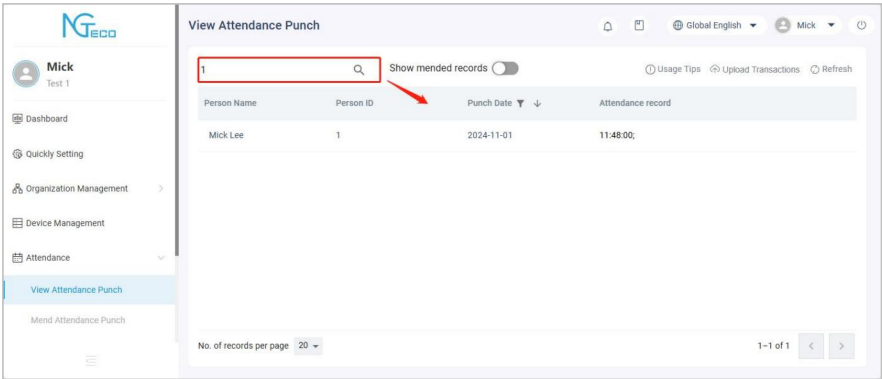 NGTeco
View Attendance Punch
Global English
Mick
Mick
Test 1
Dashboard
Quickly Setting
Organization Management
Device Management
Attendance
View Attendance Punch
Mend Attendance Punch
1
Show mended records
Usage Tips
Upload Transactions
Refresh
Person Name Person ID Punch Date Attendance record
Mick Lee 1 2024-11-01 11:48:00;
No. of records per page 20
1–1 of 1